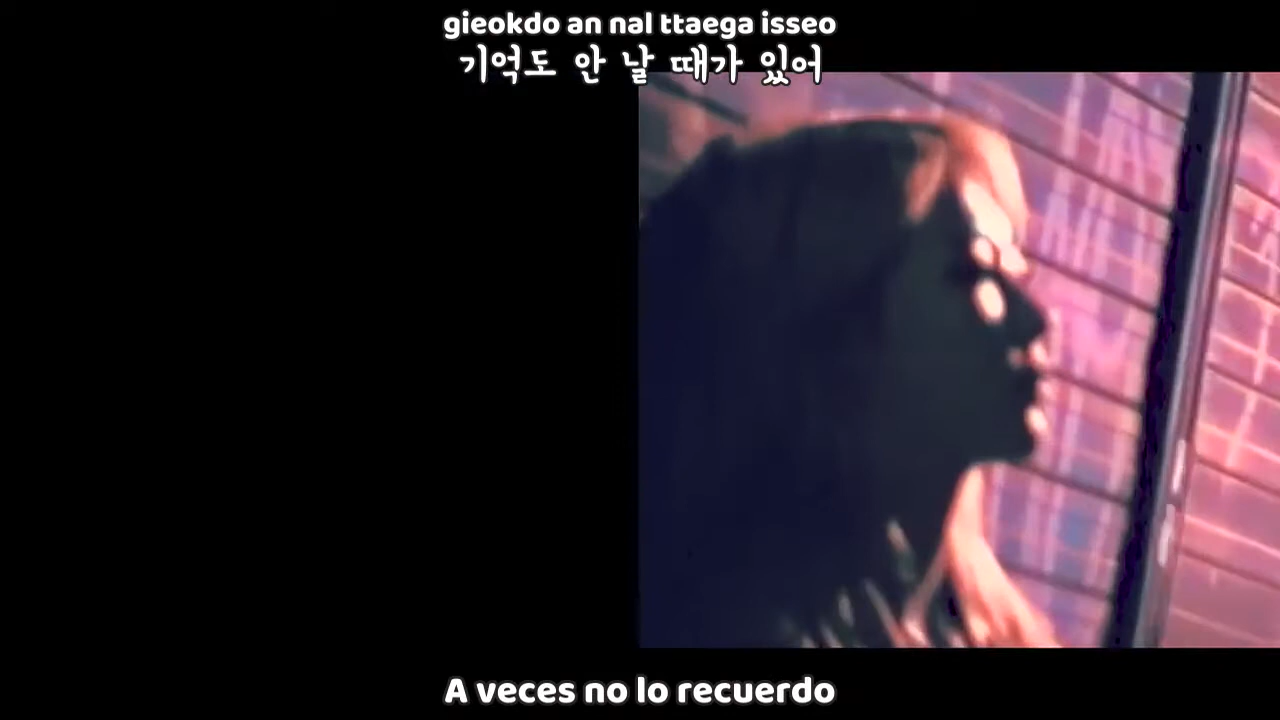 gieokdo an nal ttaega isseo
기억도 안 날 때가 있어
A veces no lo recuerdo